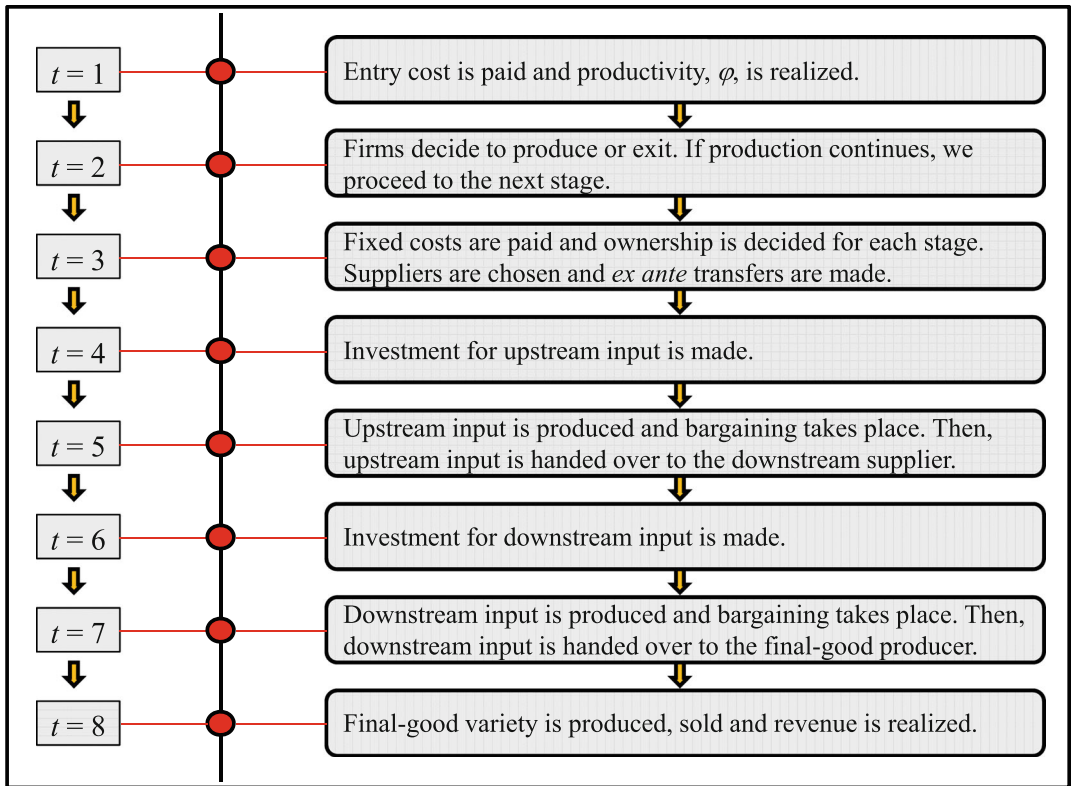 t = 1
Entry cost is paid and productivity, φ, is realized.
t = 2
Firms decide to produce or exit. If production continues, we
proceed to the next stage.
t = 3
Fixed costs are paid and ownership is decided for each stage.
Suppliers are chosen and ex ante transfers are made.
t = 4
Investment for upstream input is made.
t = 5
Upstream input is produced and bargaining takes place. Then,
upstream input is handed over to the downstream supplier.
t = 6
Investment for downstream input is made.
t = 7
Downstream input is produced and bargaining takes place. Then,
downstream input is handed over to the final-good producer.
t = 8
Final-good variety is produced, sold and revenue is realized.